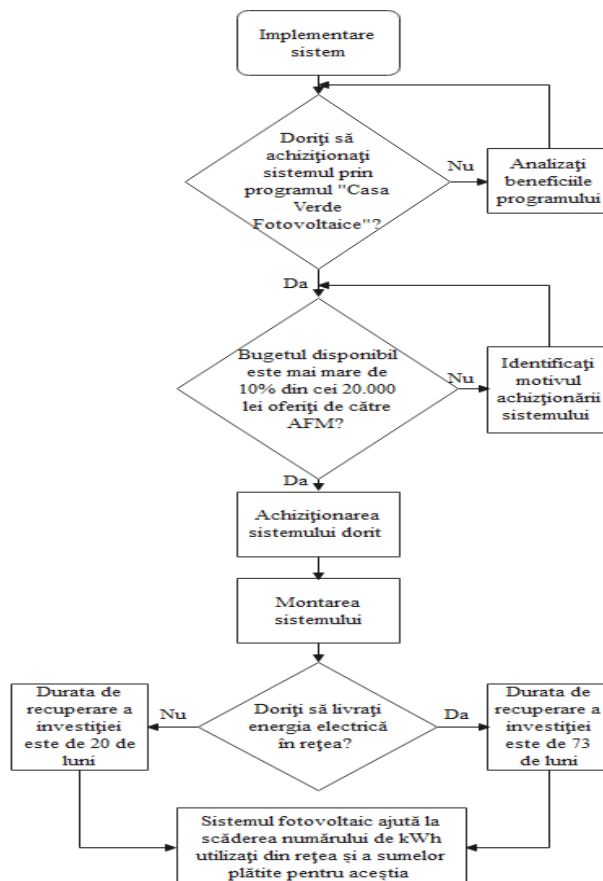 Implementare
sistem
Doriţi să
achiziţionaţi
sistemul prin
programul "Casa
Verde
Fotovoltaice"?
Nu
Analizaţi
beneficiile
programului
Da
Bugetul disponibil
este mai mare de
10% din cei 20.000
lei oferiţi de către
AFM?
Nu
Identificaţi
motivul
achizţionării
sistemului
Da
Achiziţionarea
sistemului dorit
Montarea
sistemului
Doriţi să livraţi
energia electrică
în reţea?
Nu
Durata de
recuperare a
investiţiei
este de 20 de
luni
Da
Durata de
recuperare a
investiţiei
este de 73
de luni
Sistemul fotovoltaic ajută la
scăderea numărului de kWh
utilizaţi din reţea și a sumelor
plătite pentru aceștia